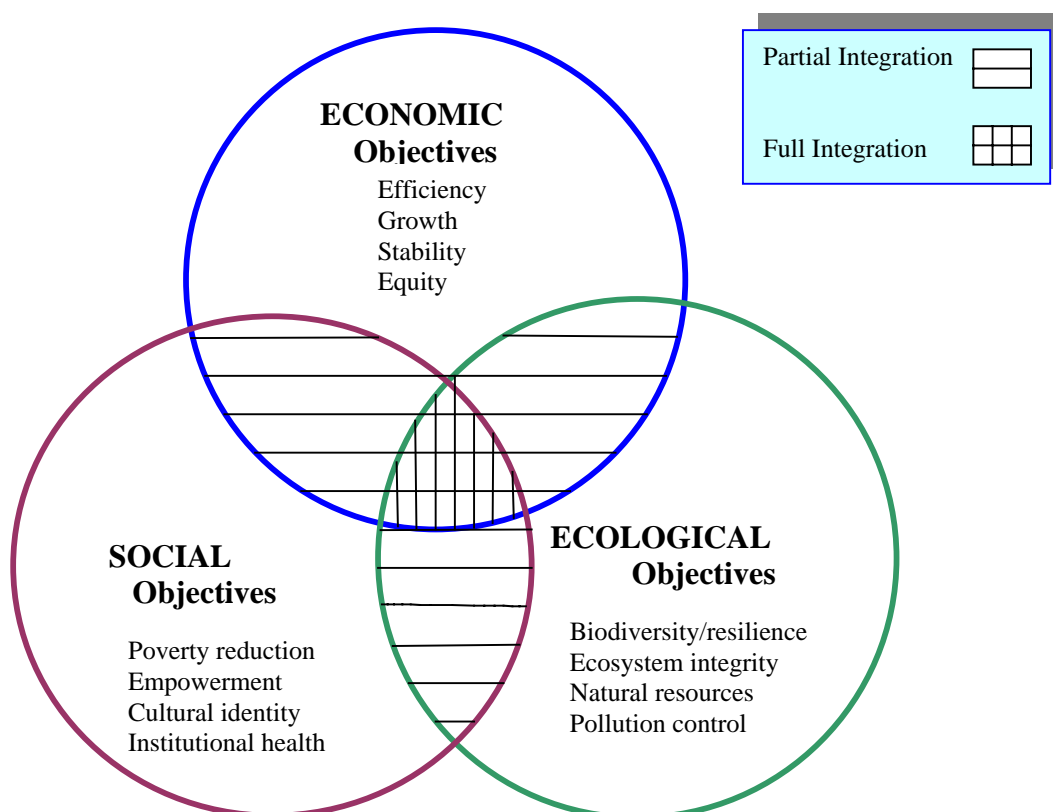 Partial Integration
Full Integration
ECONOMIC
Objectives
Efficiency
Growth
Stability
Equity
SOCIAL
Objectives
Poverty reduction
Empowerment
Cultural identity
Institutional health
ECOLOGICAL
Objectives
Biodiversity/resilience
Ecosystem integrity
Natural resources
Pollution control